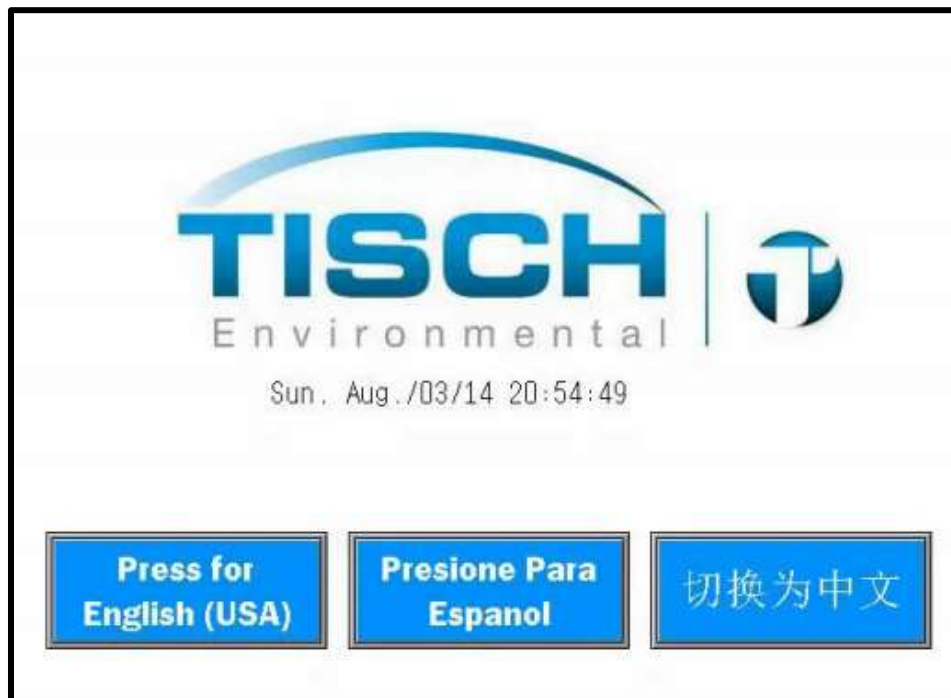 TISCH
Environmental
Sun. Aug./03/14 20:54:49
Press for
English (USA)
Presione Para
Espanol
切换为中文